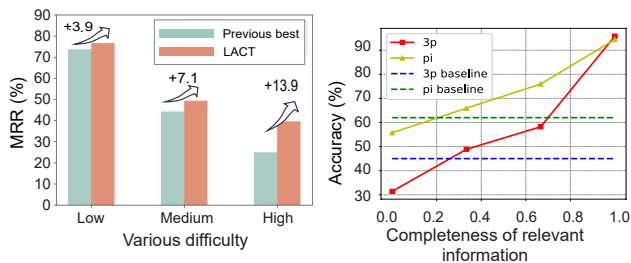 MRR (%)
90
80
70
60
50
40
30
20
10
0
+3.9
+7.1
+13.9
Previous best
LACT
Low Medium High
Various difficulty
Accuracy (%)
90
80
70
60
50
40
30
3p
pi
3p baseline
pi baseline
0.0 0.2 0.4 0.6 0.8 1.0
Completeness of relevant
information